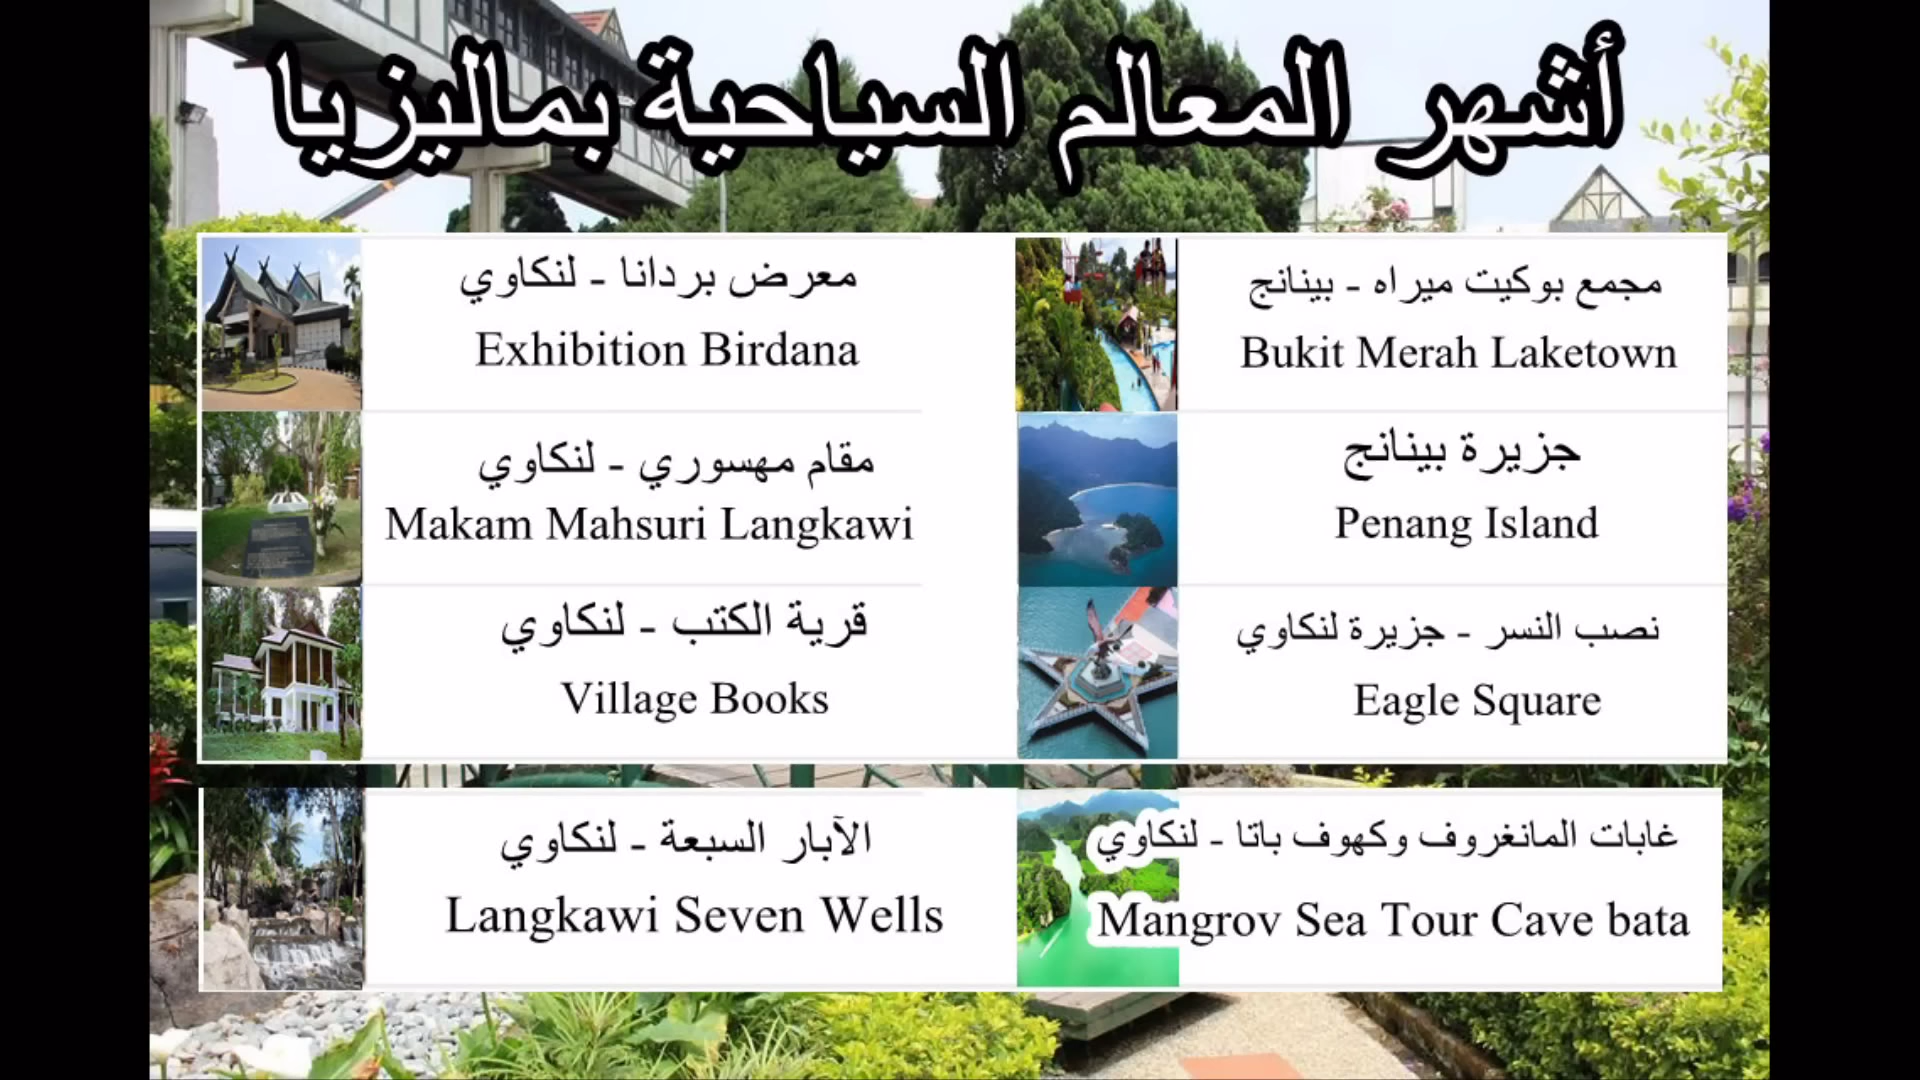 أشهر المعالم السياحية بماليزيا
مجمع بوكيت ميراه - بينانج
Bukit Merah Laketown
معرض بردانا - لنكاوي
Exhibition Birdana
جزيرة بينانج
Penang Island
مقام مهسوري - لنكاوي
Makam Mahsuri Langkawi
نصب النسر - جزيرة لنكاوي
Eagle Square
قرية الكتب - لنكاوي
Village Books
غابات المانغروف وكهوف باتا - لنكاوي
Mangrov Sea Tour Cave bata
الآبار السبعة - لنكاوي
Langkawi Seven Wells